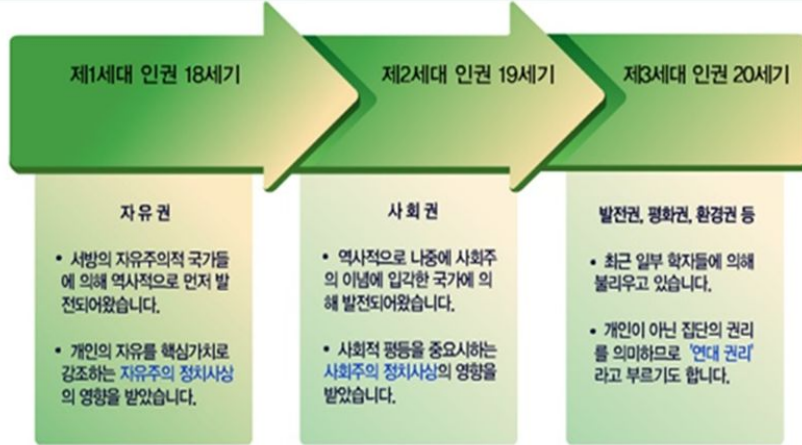 제1세대 인권 18세기
제2세대 인권 19세기
제3세대 인권 20세기
자유권
• 서방의 자유주의적 국가들
에 의해 역사적으로 먼저 발
전되어왔습니다.
• 개인의 자유를 핵심가치로
강조하는 자유주의 정치사상
의 영향을 받았습니다.
사회권
• 역사적으로 나중에 사회주
의 이념에 입각한 국가에 의
해 발전되어왔습니다.
• 사회적 평등을 중요시하는
사회주의 정치사상의 영향을
받았습니다.
발전권, 평화권, 환경권 등
• 최근 일부 학자들에 의해
불리우고 있습니다.
• 개인이 아닌 집단의 권리
를 의미하므로 '연대 권리'
라고 부르기도 합니다.